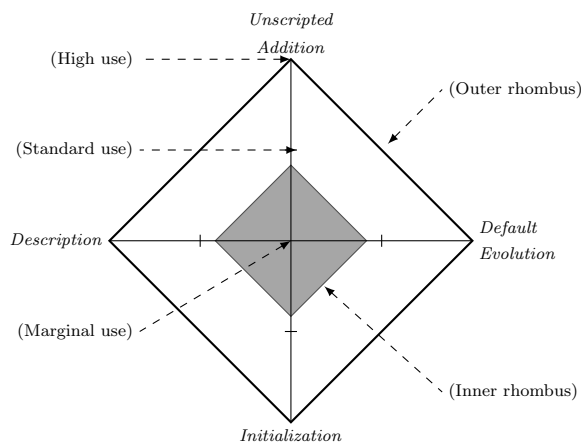 Unscripted
Addition
(High use)
(Outer rhombus)
(Standard use)
Description
Default
Evolution
(Marginal use)
(Inner rhombus)
Initialization